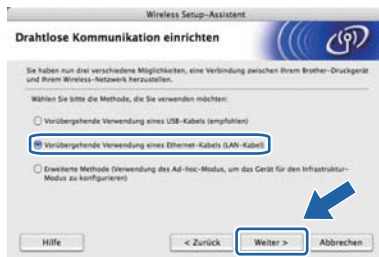 Wireless Setup-Assistent
Drahtlose Kommunikation einrichten
Sie haben nun drei verschiedene Möglichkeiten, eine Verbindung zwischen Ihrem Brother-Druckgerät
und Ihrem Wireless-Netzwerk herzustellen.
Wählen Sie bitte die Methode, die Sie verwenden möchten:
Vorübergehende Verwendung eines USB-Kabels (empfohlen)
Vorübergehende Verwendung eines Ethernet-Kabels (LAN-Kabel)
Erweiterte Methode (Verwendung des Ad-hoc-Modus, um das Gerät für den Infrastruktur-
Modus zu konfigurieren)
Hilfe < Zurück Weiter > Abbrechen